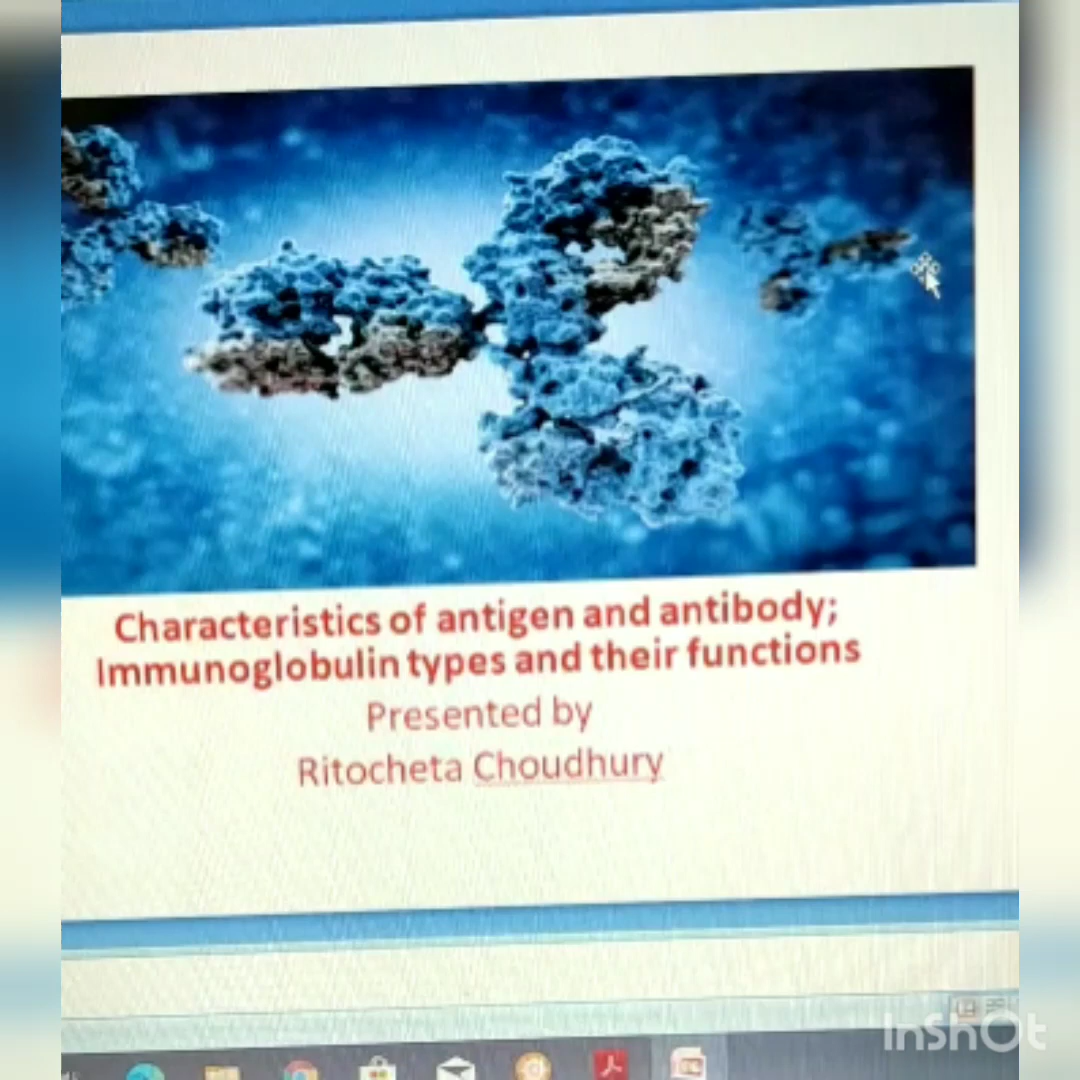 Characteristics of antigen and antibody;
Immunoglobulin types and their functions
Presented by
Ritocheta Choudhury
InShOt